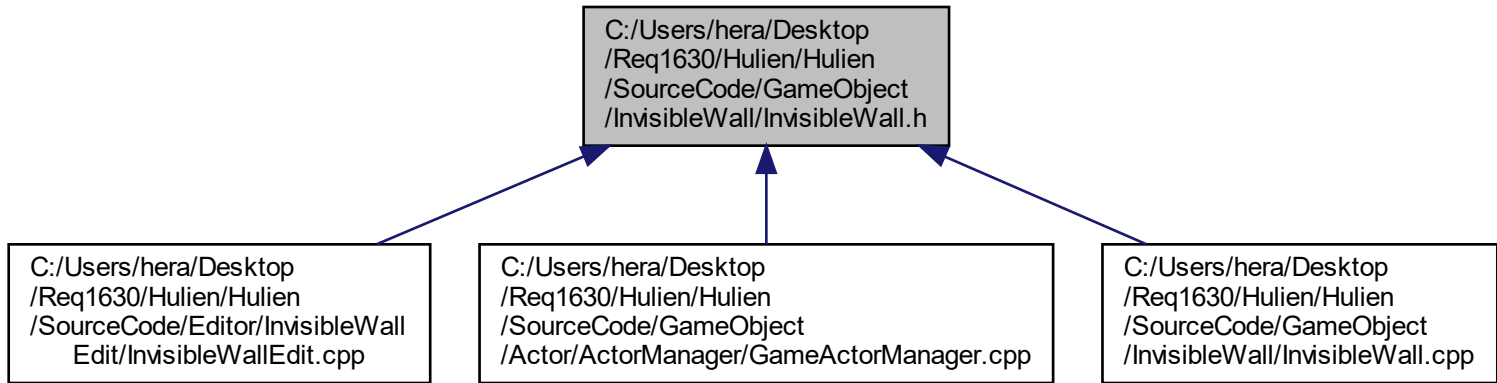 C:/Users/hera/Desktop
/Req1630/Hulien/Hulien
/SourceCode/GameObject
/InvisibleWall/InvisibleWall.h
C:/Users/hera/Desktop
/Req1630/Hulien/Hulien
/SourceCode/Editor/InvisibleWall
Edit/InvisibleWallEdit.cpp
C:/Users/hera/Desktop
/Req1630/Hulien/Hulien
/SourceCode/GameObject
/Actor/ActorManager/GameActorManager.cpp
C:/Users/hera/Desktop
/Req1630/Hulien/Hulien
/SourceCode/GameObject
/InvisibleWall/InvisibleWall.cpp